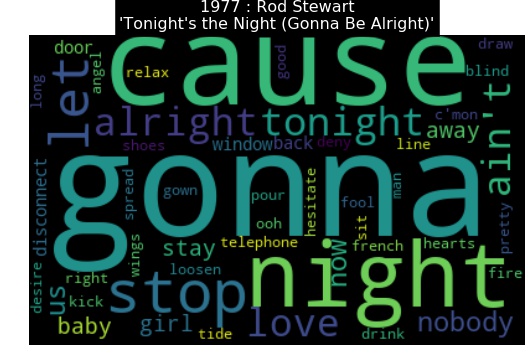 1977 : Rod Stewart
'Tonight's the Night (Gonna Be Alright)'
door
angel
relax
cause
good
draw
blind
long
let
alright
tonight
c'mon
away
ain't
shoes
window
back
deny
line
disconnect
spread
gonna
gown
pour
hesitate
fool
man
pretty
ooh
sit
wings
stay
telephone
now
french
hearts
desire
us
right
kick
loosen
stop
night
fire
baby
girl
tide
love
drink
nobody